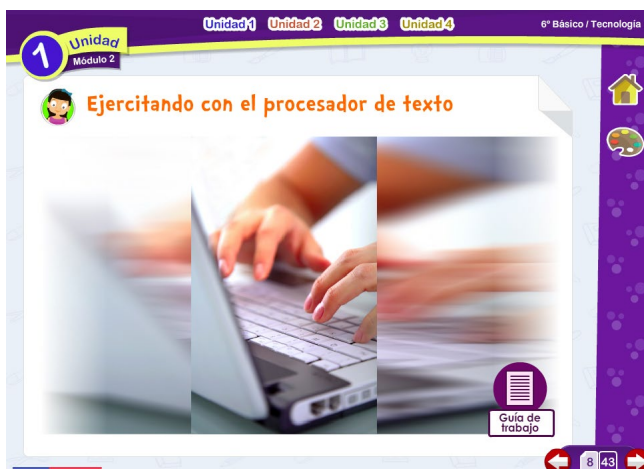 Unidad 1 Unidad 2 Unidad 3 Unidad 4
6º Básico / Tecnología
1 Unidad
Módulo 2
Ejercitando con el procesador de texto
Guía de
trabajo
8 43